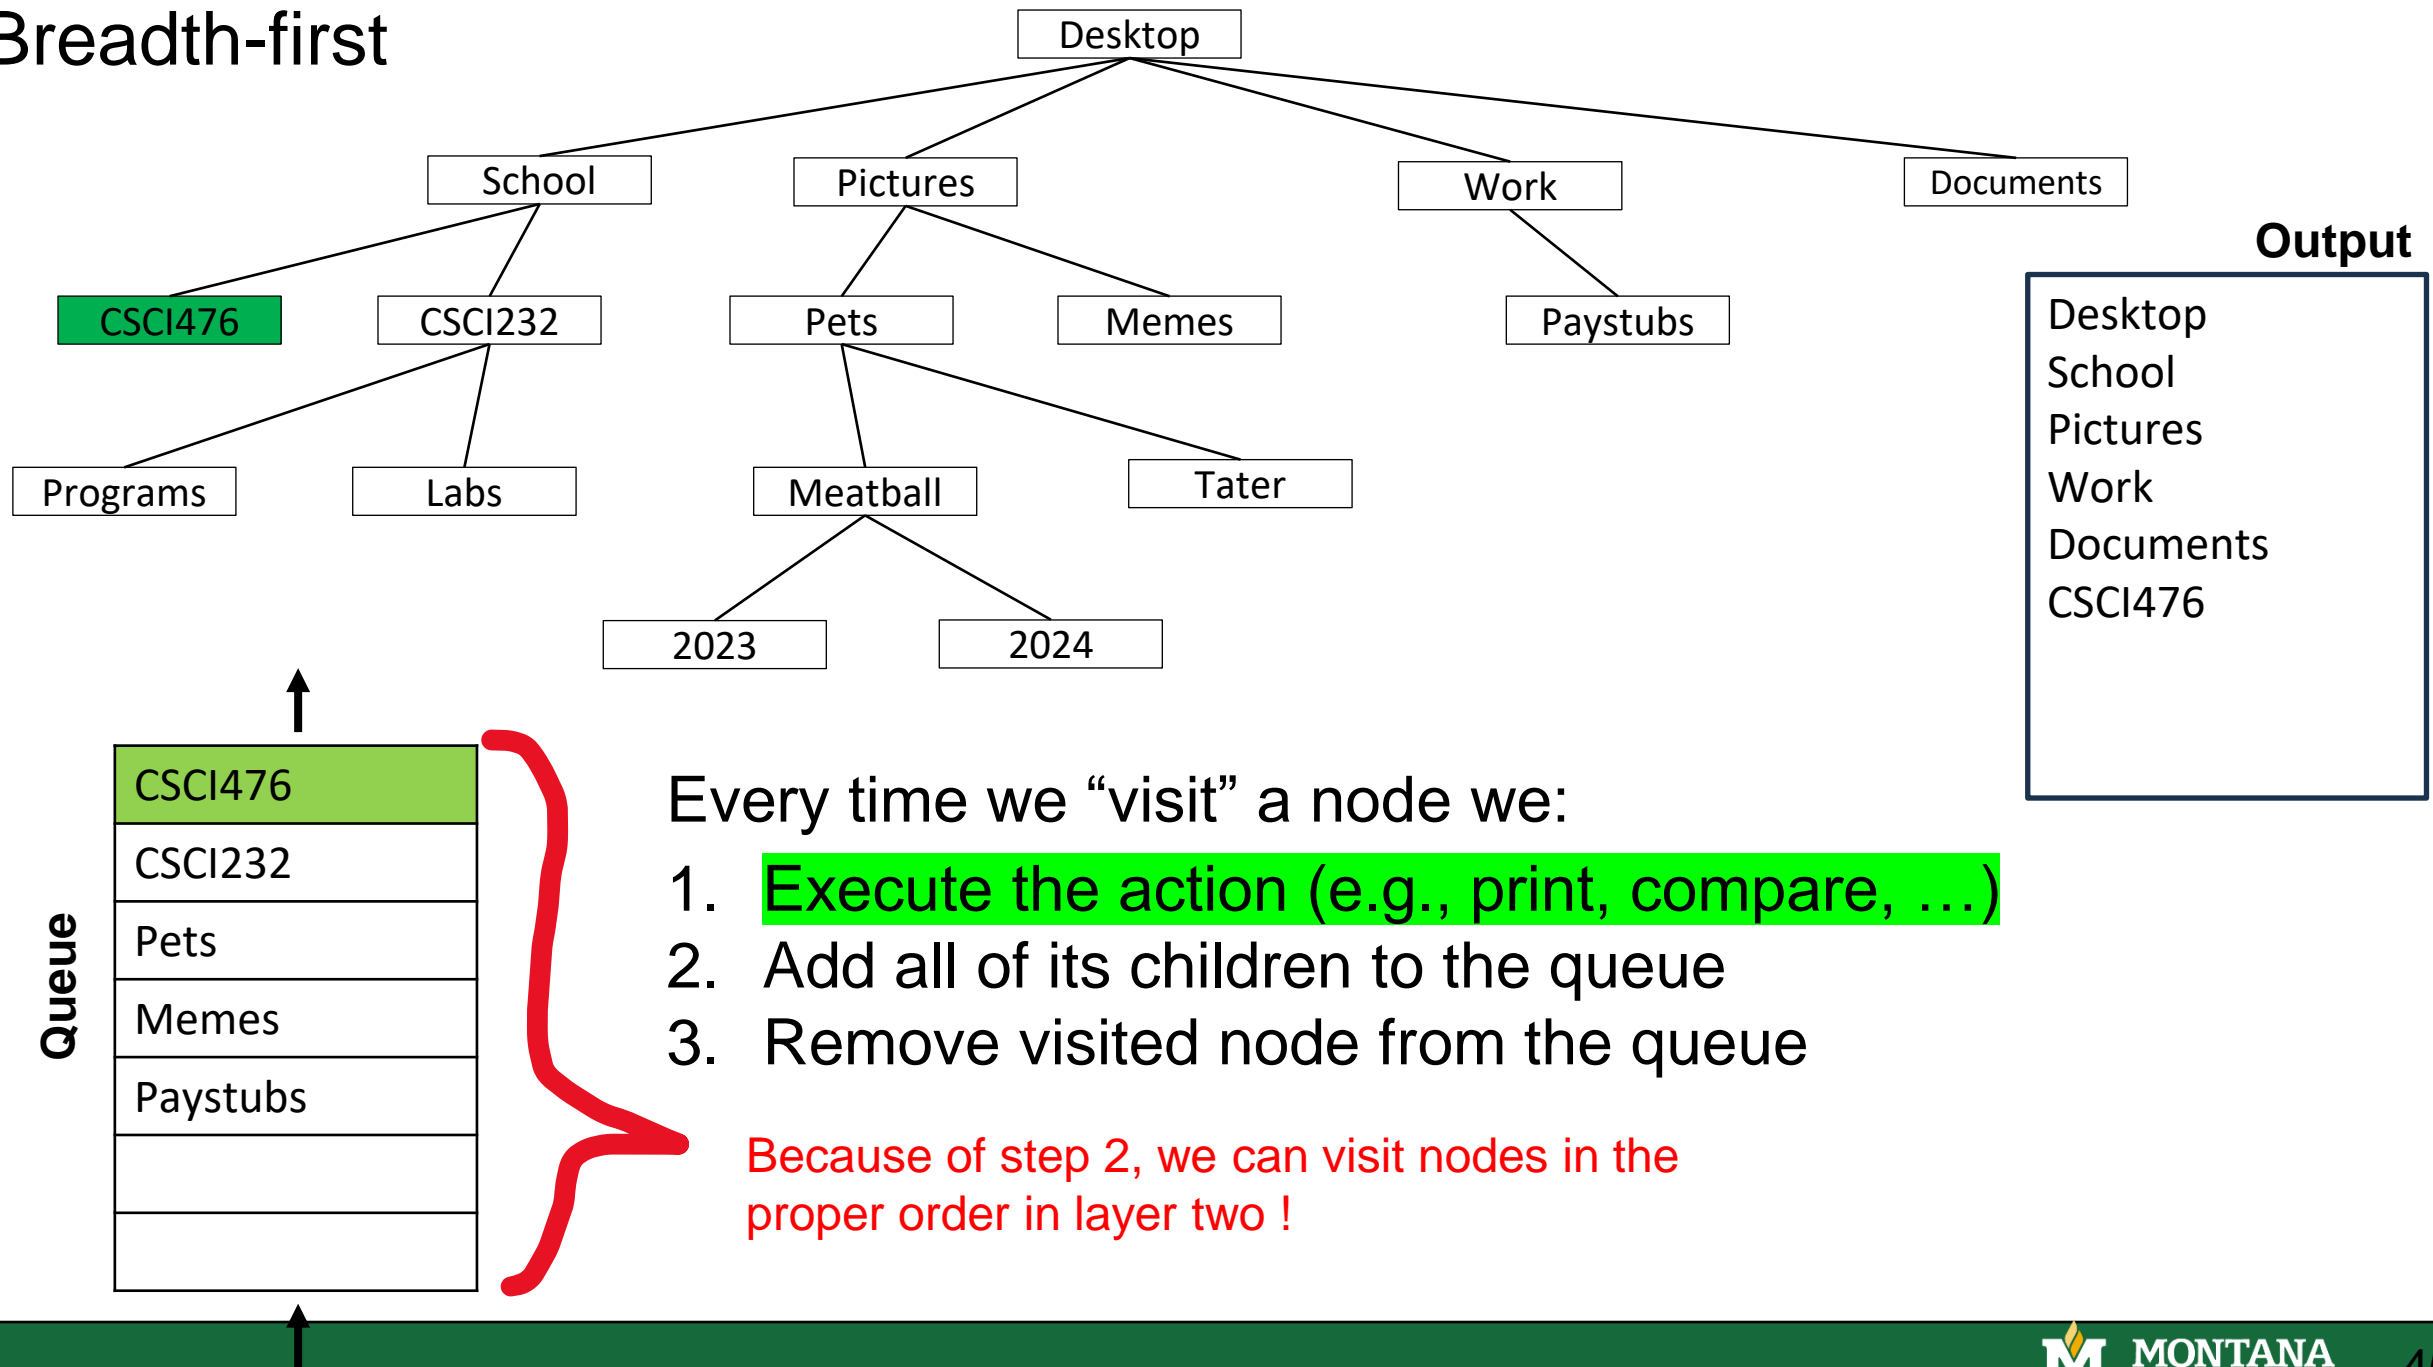 Breadth-first
Desktop
School
Pictures
Work
Documents
Output
CSCI476
CSCI232
Pets
Memes
Paystubs
Desktop
School
Pictures
Work
Documents
CSCI476
Programs
Labs
Meatball
Tater
2023
2024
Queue
CSCI476
CSCI232
Pets
Memes
Paystubs
Every time we “visit” a node we:
1. Execute the action (e.g., print, compare, …)
2. Add all of its children to the queue
3. Remove visited node from the queue
Because of step 2, we can visit nodes in the
proper order in layer two !
M MONTANA